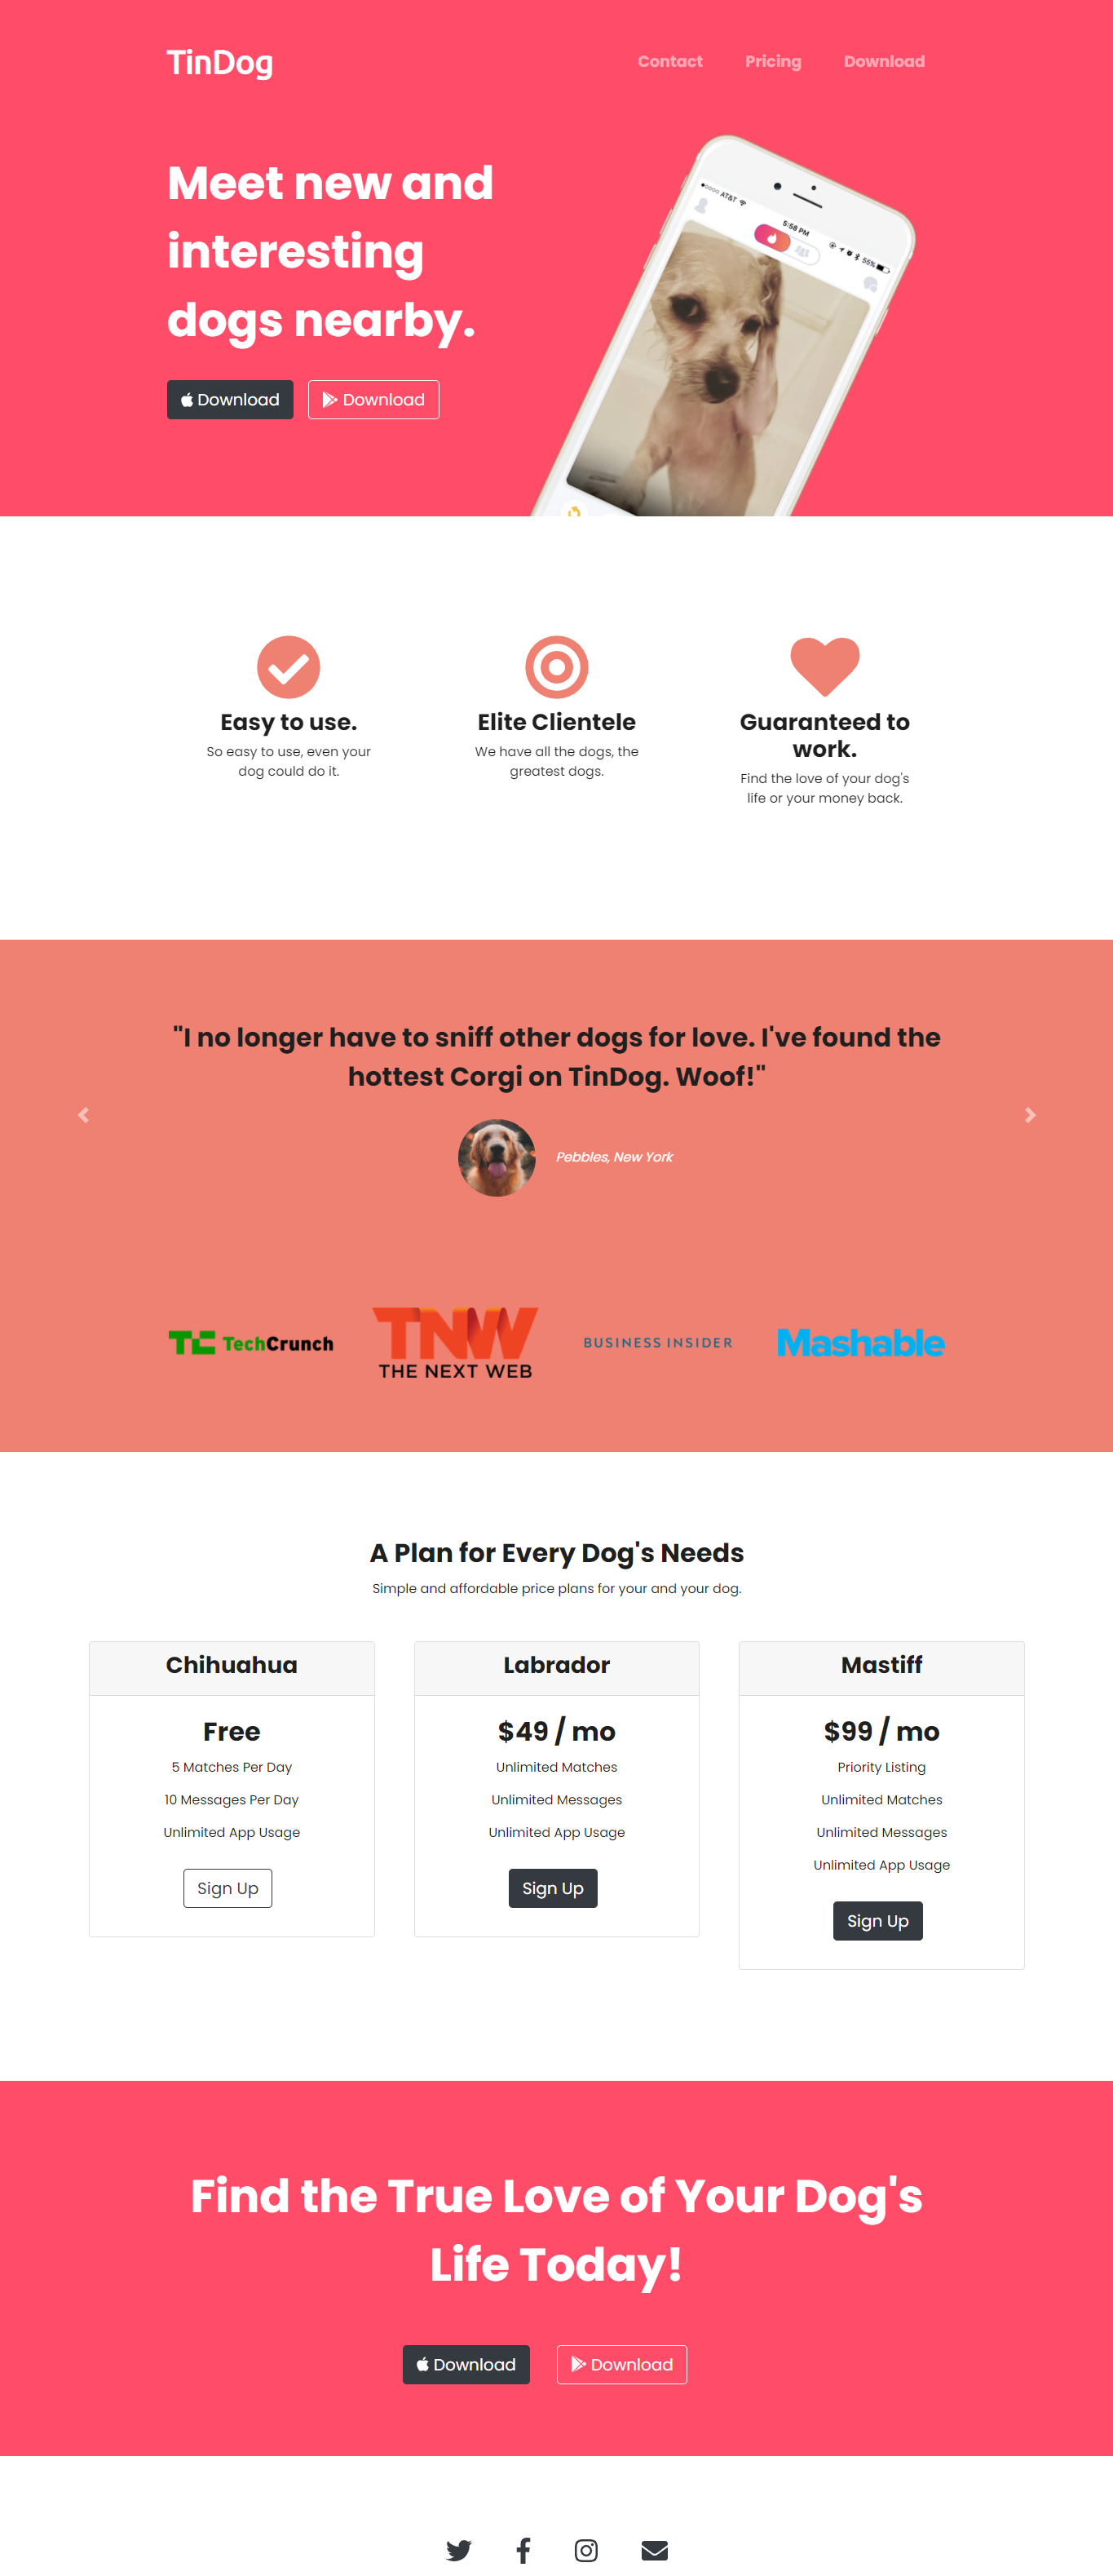 TinDog
Contact Pricing Download
Meet new and
interesting
dogs nearby.
AT&T 5:58 PM 55%
Download Download
Easy to use.
So easy to use, even your
dog could do it.
Elite Clientele
We have all the dogs, the
greatest dogs.
Guaranteed to
work.
Find the love of your dog's
life or your money back.
"I no longer have to sniff other dogs for love. I've found the
hottest Corgi on TinDog. Woof!"
Pebbles, New York
TC TechCrunch
TNW
THE NEXT WEB
BUSINESS INSIDER
Mashable
A Plan for Every Dog's Needs
Simple and affordable price plans for your and your dog.
Chihuahua
Free
5 Matches Per Day
10 Messages Per Day
Unlimited App Usage
Sign Up
Labrador
$49 / mo
Unlimited Matches
Unlimited Messages
Unlimited App Usage
Sign Up
Mastiff
$99 / mo
Priority Listing
Unlimited Matches
Unlimited Messages
Unlimited App Usage
Sign Up
Find the True Love of Your Dog's
Life Today!
Download Download